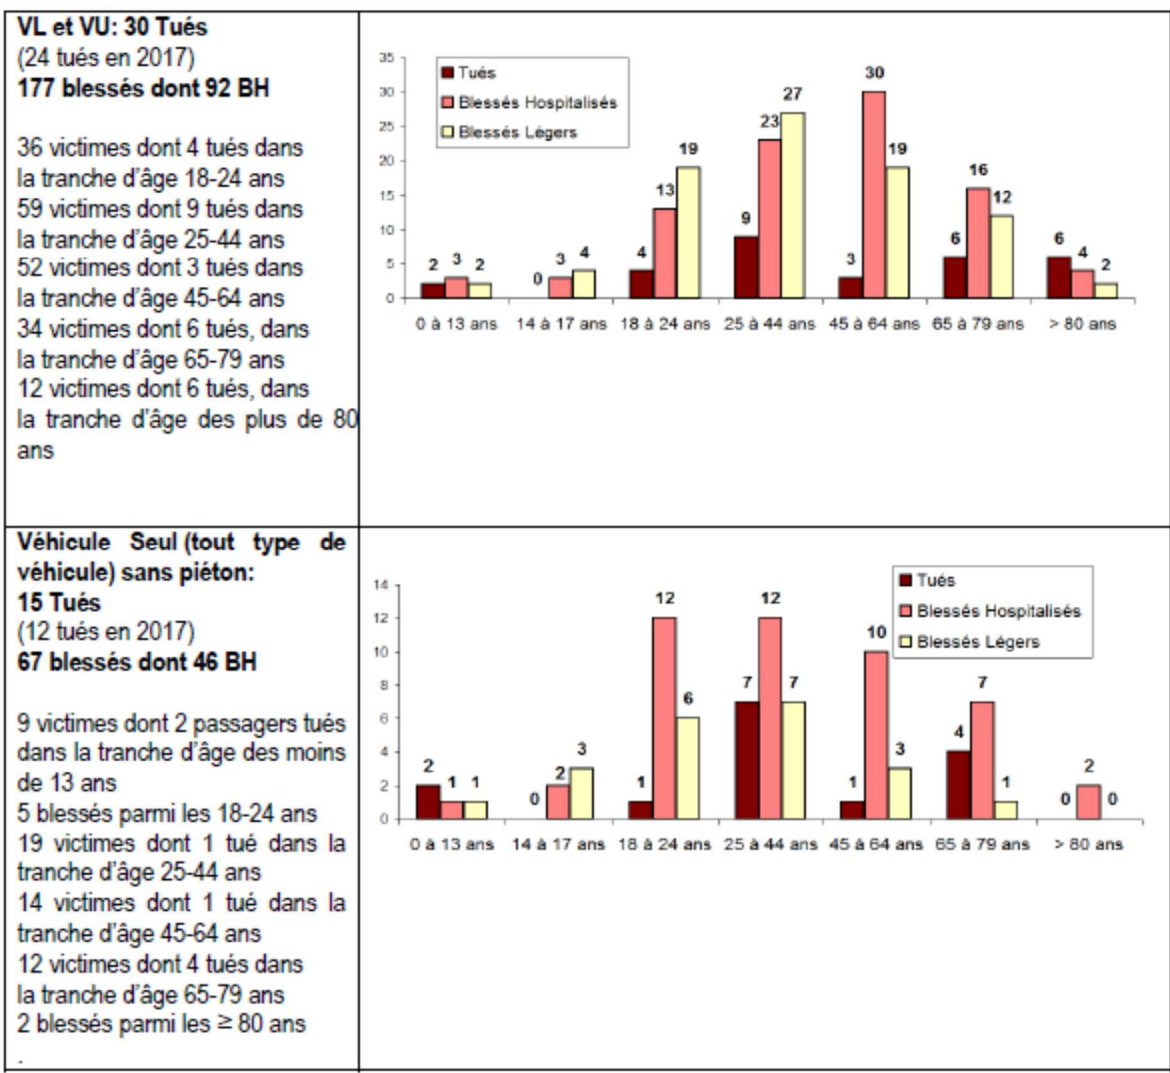 VL et VU: 30 Tués
(24 tués en 2017)
177 blessés dont 92 BH
36 victimes dont 4 tués dans
la tranche d'âge 18-24 ans
59 victimes dont 9 tués dans
la tranche d'âge 25-44 ans
52 victimes dont 3 tués dans
la tranche d'âge 45-64 ans
34 victimes dont 6 tués, dans
la tranche d'âge 65-79 ans
12 victimes dont 6 tués, dans
la tranche d'âge des plus de 80
ans
35
30
25
20
15
10
5
0
Tués
Blessés Hospitalisés
Blessés Légers
2 3 2
0 3 4
4 13 19
9 23 27
3 30 19
6 16 12
6 4 2
0 à 13 ans 14 à 17 ans 18 à 24 ans 25 à 44 ans 45 à 64 ans 65 à 79 ans > 80 ans
Véhicule Seul (tout type de
véhicule) sans piéton:
15 Tués
(12 tués en 2017)
67 blessés dont 46 BH
9 victimes dont 2 passagers tués
dans la tranche d'âge des moins
de 13 ans
5 blessés parmi les 18-24 ans
19 victimes dont 1 tué dans la
tranche d'âge 25-44 ans
14 victimes dont 1 tué dans la
tranche d'âge 45-64 ans
12 victimes dont 4 tués dans
la tranche d'âge 65-79 ans
2 blessés parmi les ≥ 80 ans
.
14
12
10
8
6
4
2
0
Tués
Blessés Hospitalisés
Blessés Légers
2 1 1
0 2 3
1 12 6
7 12 7
1 10 3
4 7 1
0 2 0
0 à 13 ans 14 à 17 ans 18 à 24 ans 25 à 44 ans 45 à 64 ans 65 à 79 ans > 80 ans